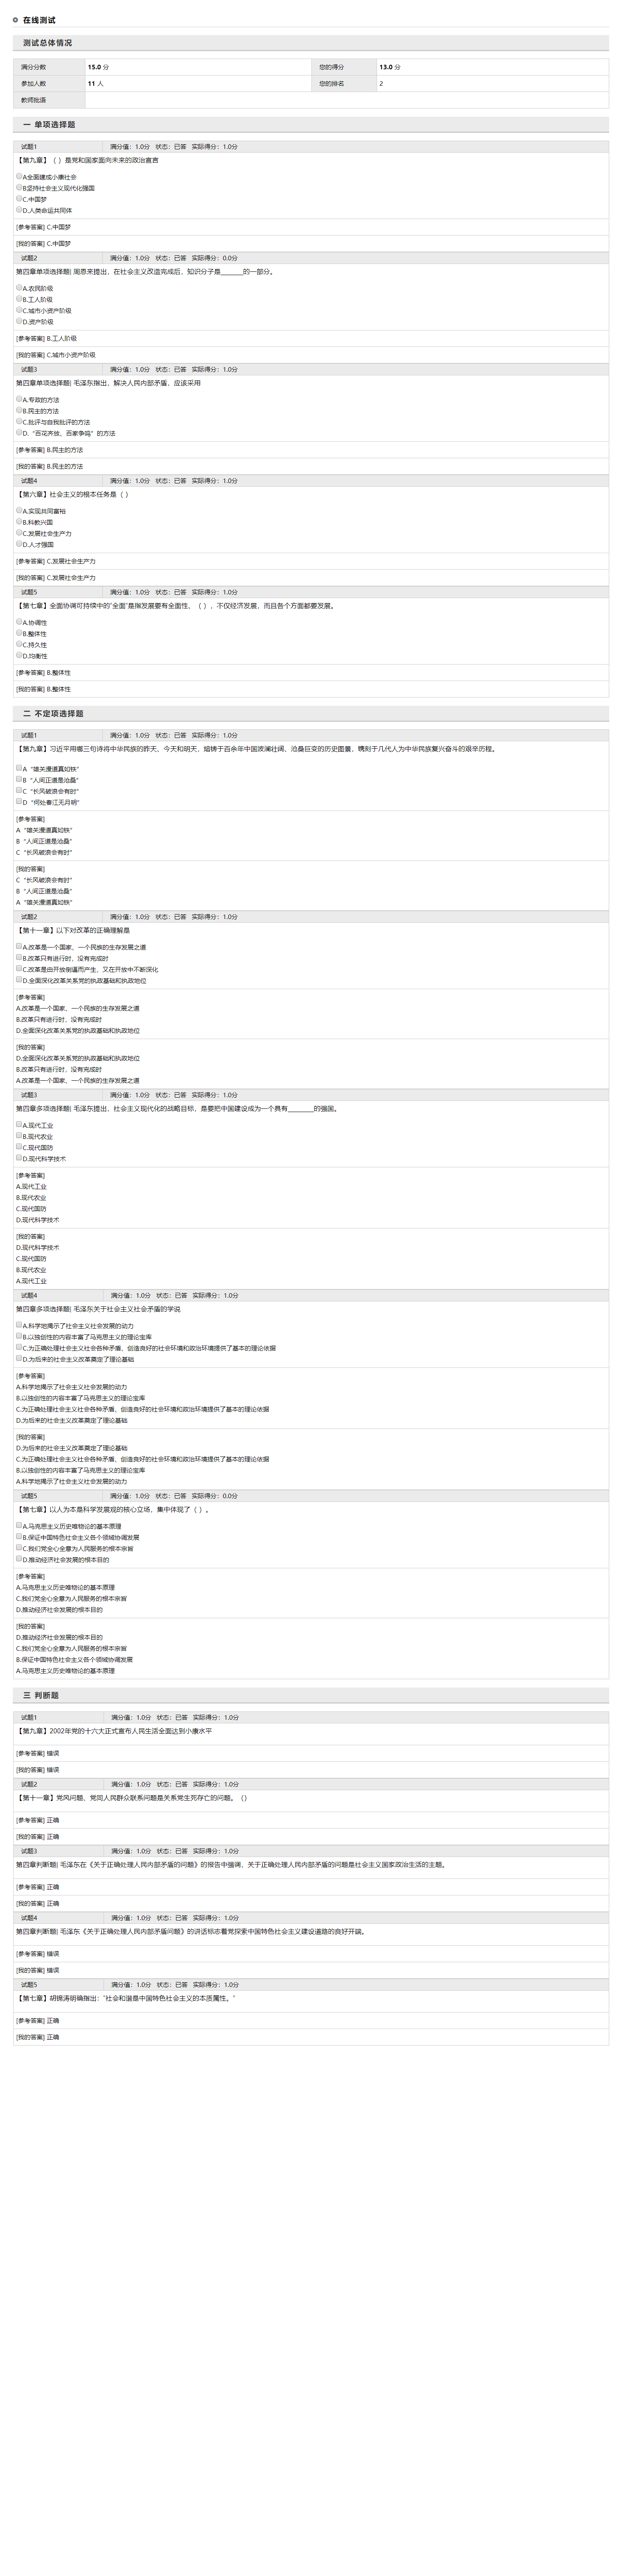 在线测试
测试总体情况
满分分数 15.0 分 您的得分 13.0 分
参加人数 11 人 您的排名 2
教师批语
一 单项选择题
试题1 满分值：1.0分 状态：已答 实际得分：1.0分
【第九章】（ ）是党和国家面向未来的政治宣言
A全面建成小康社会
B坚持社会主义现代化强国
C.中国梦
D.人类命运共同体
[参考答案] C.中国梦
[我的答案] C.中国梦
试题2 满分值：1.0分 状态：已答 实际得分：0.0分
第四章单项选择题| 周恩来提出，在社会主义改造完成后，知识分子是_______的一部分。
A.农民阶级
B.工人阶级
C.城市小资产阶级
D.资产阶级
[参考答案] B.工人阶级
[我的答案] C.城市小资产阶级
试题3 满分值：1.0分 状态：已答 实际得分：1.0分
第四章单项选择题| 毛泽东指出，解决人民内部矛盾，应该采用
A.专政的方法
B.民主的方法
C.批评与自我批评的方法
D.“百花齐放、百家争鸣”的方法
[参考答案] B.民主的方法
[我的答案] B.民主的方法
试题4 满分值：1.0分 状态：已答 实际得分：1.0分
【第六章】社会主义的根本任务是（ ）
A.实现共同富裕
B.科教兴国
C.发展社会生产力
D.人才强国
[参考答案] C.发展社会生产力
[我的答案] C.发展社会生产力
试题5 满分值：1.0分 状态：已答 实际得分：1.0分
【第七章】全面协调可持续中的“全面”是指发展要有全面性、（ ），不仅经济发展，而且各个方面都要发展。
A.协调性
B.整体性
C.持久性
D.均衡性
[参考答案] B.整体性
[我的答案] B.整体性
二 不定项选择题
试题1 满分值：1.0分 状态：已答 实际得分：1.0分
【第九章】习近平用哪三句诗将中华民族的昨天、今天和明天，熔铸于百余年中国波澜壮阔、沧桑巨变的历史图景，镌刻于几代人为中华民族复兴奋斗的艰辛历程。
A“雄关漫道真如铁”
B“人间正道是沧桑”
C“长风破浪会有时”
D“何处春江无月明”
[参考答案]
A“雄关漫道真如铁”
B“人间正道是沧桑”
C“长风破浪会有时”
[我的答案]
C“长风破浪会有时”
B“人间正道是沧桑”
A“雄关漫道真如铁”
试题2 满分值：1.0分 状态：已答 实际得分：1.0分
【第十一章】以下对改革的正确理解是
A.改革是一个国家、一个民族的生存发展之道
B.改革只有进行时，没有完成时
C.改革是由开放倒逼而产生，又在开放中不断深化
D.全面深化改革关系党的执政基础和执政地位
[参考答案]
A.改革是一个国家、一个民族的生存发展之道
B.改革只有进行时，没有完成时
D.全面深化改革关系党的执政基础和执政地位
[我的答案]
D.全面深化改革关系党的执政基础和执政地位
B.改革只有进行时，没有完成时
A.改革是一个国家、一个民族的生存发展之道
试题3 满分值：1.0分 状态：已答 实际得分：1.0分
第四章多项选择题| 毛泽东提出，社会主义现代化的战略目标，是要把中国建设成为一个具有________的强国。
A.现代工业
B.现代农业
C.现代国防
D.现代科学技术
[参考答案]
A.现代工业
B.现代农业
C.现代国防
D.现代科学技术
[我的答案]
D.现代科学技术
C.现代国防
B.现代农业
A.现代工业
试题4 满分值：1.0分 状态：已答 实际得分：1.0分
第四章多项选择题| 毛泽东关于社会主义社会矛盾的学说
A.科学地揭示了社会主义社会发展的动力
B.以独创性的内容丰富了马克思主义的理论宝库
C.为正确处理社会主义社会各种矛盾，创造良好的社会环境和政治环境提供了基本的理论依据
D.为后来的社会主义改革奠定了理论基础
[参考答案]
A.科学地揭示了社会主义社会发展的动力
B.以独创性的内容丰富了马克思主义的理论宝库
C.为正确处理社会主义社会各种矛盾，创造良好的社会环境和政治环境提供了基本的理论依据
D.为后来的社会主义改革奠定了理论基础
[我的答案]
D.为后来的社会主义改革奠定了理论基础
C.为正确处理社会主义社会各种矛盾，创造良好的社会环境和政治环境提供了基本的理论依据
B.以独创性的内容丰富了马克思主义的理论宝库
A.科学地揭示了社会主义社会发展的动力
试题5 满分值：1.0分 状态：已答 实际得分：0.0分
【第七章】以人为本是科学发展观的核心立场，集中体现了（ ）。
A.马克思主义历史唯物论的基本原理
B.保证中国特色社会主义各个领域协调发展
C.我们党全心全意为人民服务的根本宗旨
D.推动经济社会发展的根本目的
[参考答案]
A.马克思主义历史唯物论的基本原理
C.我们党全心全意为人民服务的根本宗旨
D.推动经济社会发展的根本目的
[我的答案]
D.推动经济社会发展的根本目的
C.我们党全心全意为人民服务的根本宗旨
B.保证中国特色社会主义各个领域协调发展
A.马克思主义历史唯物论的基本原理
三 判断题
试题1 满分值：1.0分 状态：已答 实际得分：1.0分
【第九章】2002年党的十六大正式宣布人民生活全面达到小康水平
[参考答案] 错误
[我的答案] 错误
试题2 满分值：1.0分 状态：已答 实际得分：1.0分
【第十一章】党风问题、党同人民群众联系问题是关系党生死存亡的问题。（）
[参考答案] 正确
[我的答案] 正确
试题3 满分值：1.0分 状态：已答 实际得分：1.0分
第四章判断题| 毛泽东在《关于正确处理人民内部矛盾的问题》的报告中强调，关于正确处理人民内部矛盾的问题是社会主义国家政治生活的主题。
[参考答案] 正确
[我的答案] 正确
试题4 满分值：1.0分 状态：已答 实际得分：1.0分
第四章判断题| 毛泽东《关于正确处理人民内部矛盾问题》的讲话标志着党探索中国特色社会主义建设道路的良好开端。
[参考答案] 错误
[我的答案] 错误
试题5 满分值：1.0分 状态：已答 实际得分：1.0分
【第七章】胡锦涛明确指出：“社会和谐是中国特色社会主义的本质属性。”
[参考答案] 正确
[我的答案] 正确